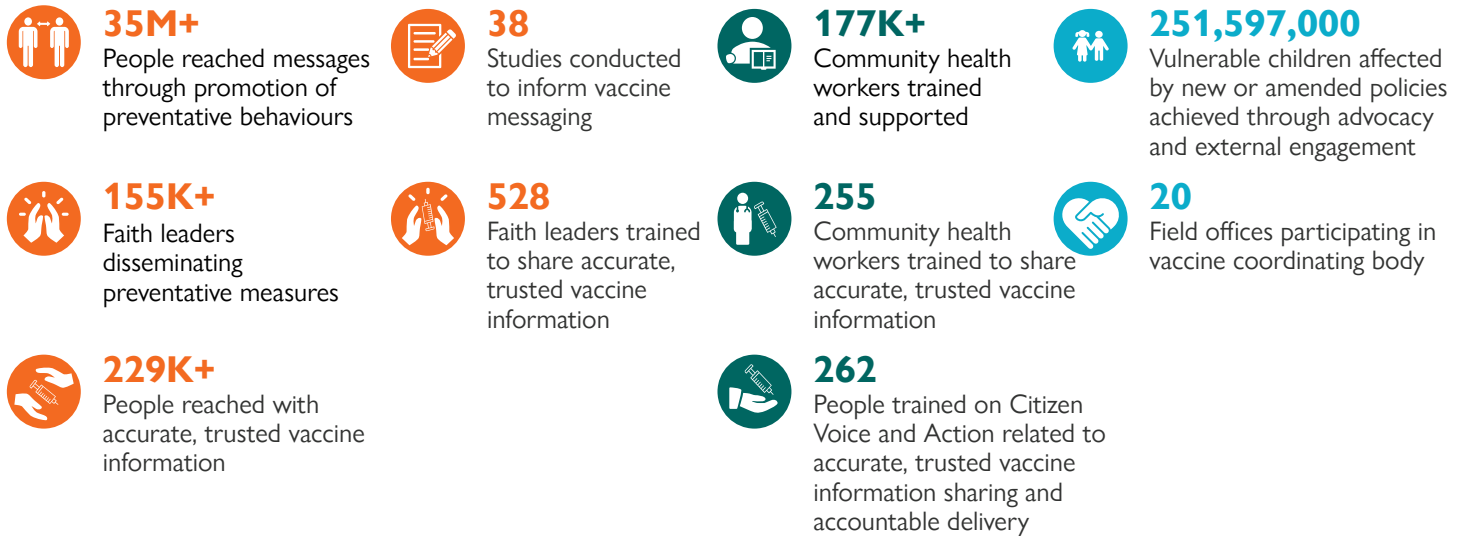 35M+
People reached messages
through promotion of
preventative behaviours
38
Studies conducted
to inform vaccine
messaging
177K+
Community health
workers trained
and supported
251,597,000
Vulnerable children affected
by new or amended policies
achieved through advocacy
and external engagement
155K+
Faith leaders
disseminating
preventative measures
528
Faith leaders trained
to share accurate,
trusted vaccine
information
255
Community health
workers trained to share
accurate, trusted vaccine
information
20
Field offices participating in
vaccine coordinating body
229K+
People reached with
accurate, trusted vaccine
information
262
People trained on Citizen
Voice and Action related to
accurate, trusted vaccine
information sharing and
accountable delivery